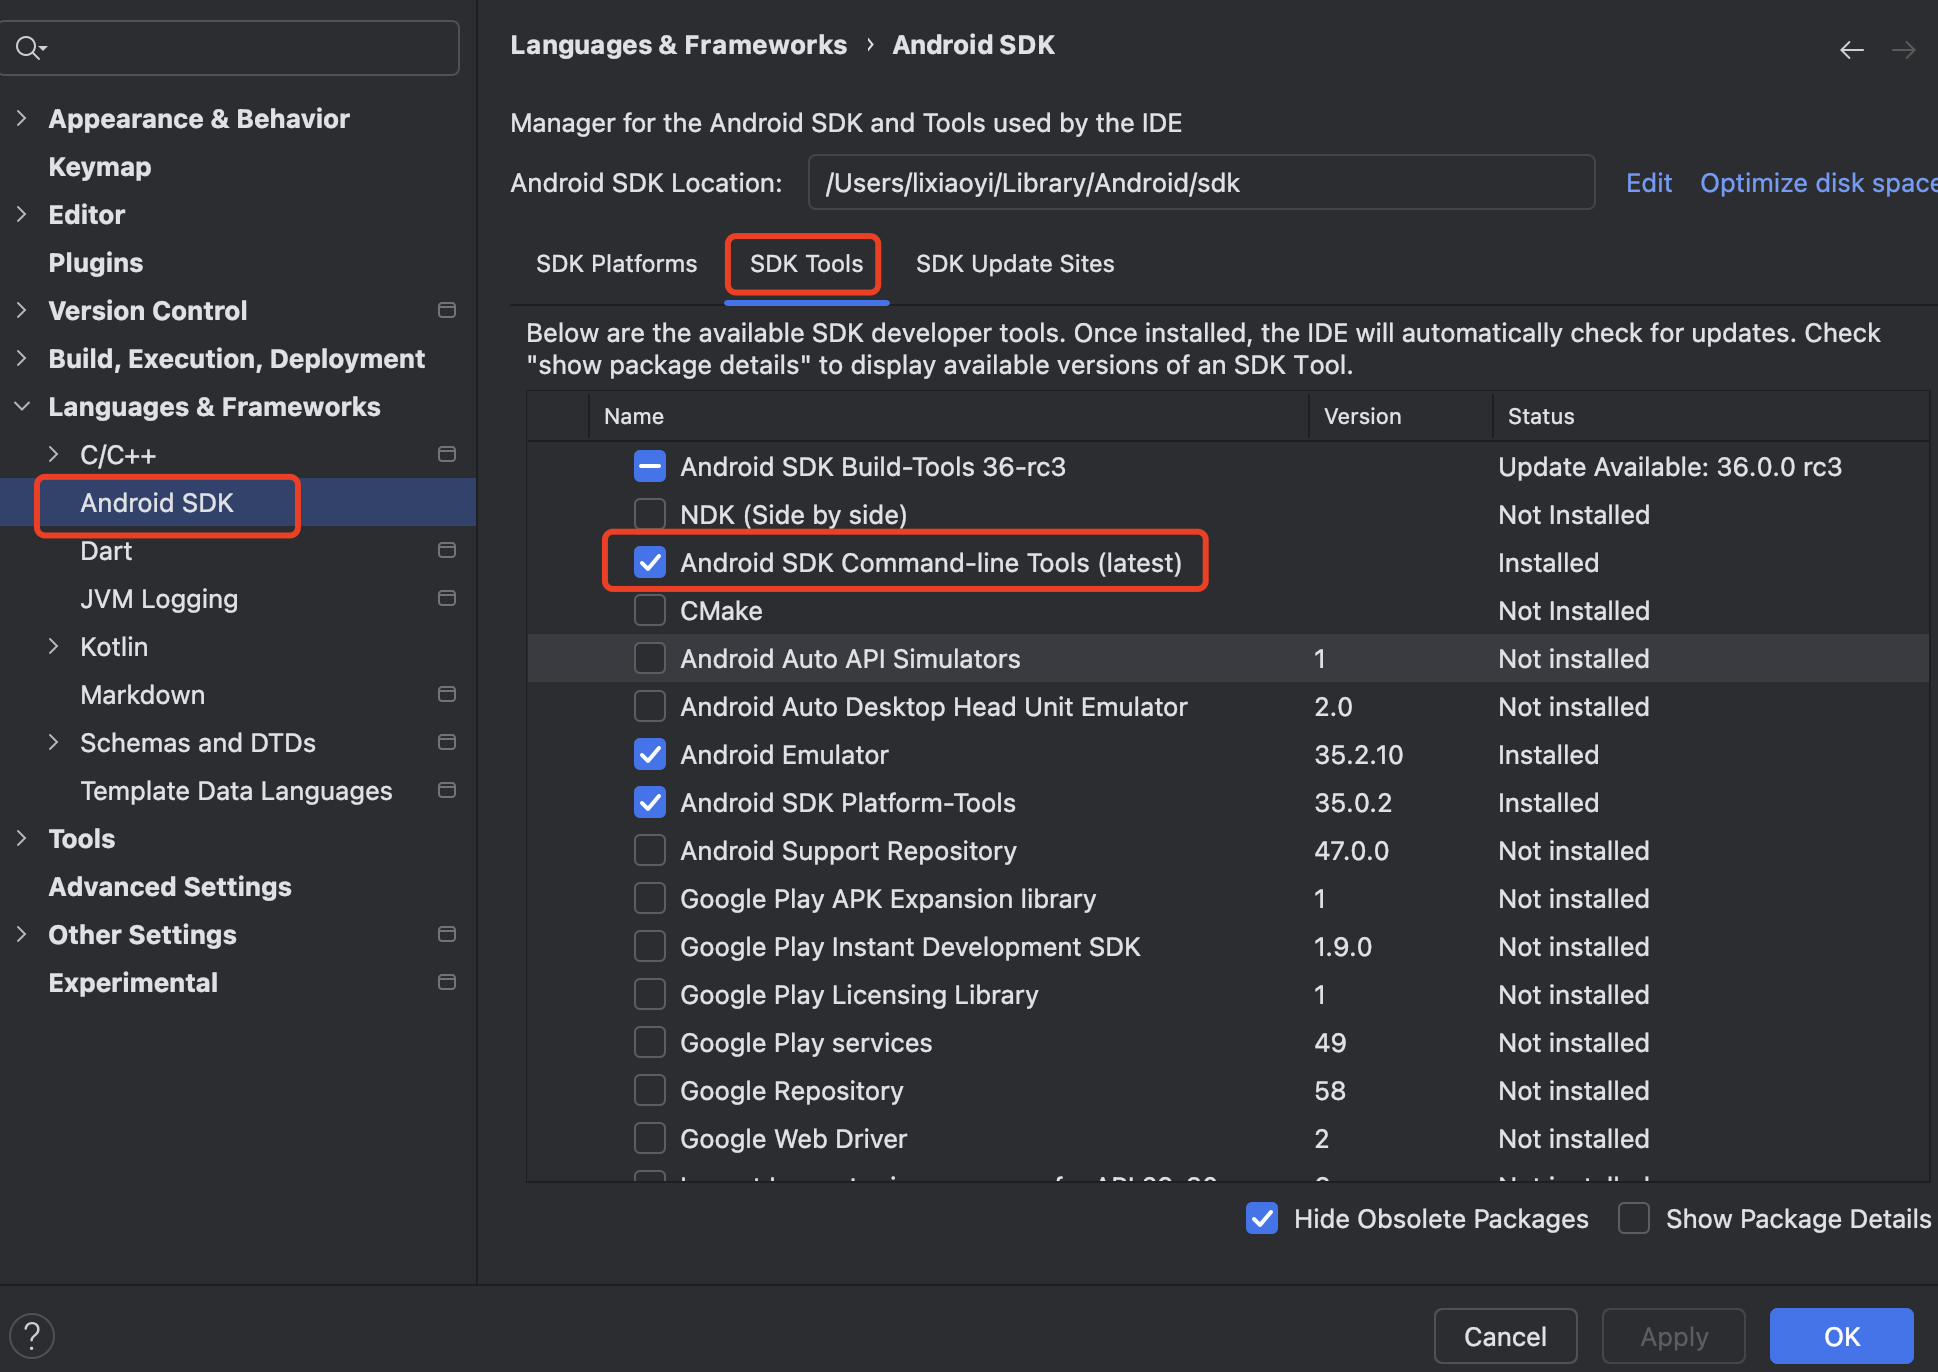 Appearance & Behavior
Keymap
Editor
Plugins
Version Control
Build, Execution, Deployment
Languages & Frameworks
C/C++
Android SDK
Dart
JVM Logging
Kotlin
Markdown
Schemas and DTDs
Template Data Languages
Tools
Advanced Settings
Other Settings
Experimental
Languages & Frameworks › Android SDK
Manager for the Android SDK and Tools used by the IDE
Android SDK Location: /Users/lixiaoyi/Library/Android/sdk Edit Optimize disk space
SDK Platforms SDK Tools SDK Update Sites
Below are the available SDK developer tools. Once installed, the IDE will automatically check for updates. Check
"show package details" to display available versions of an SDK Tool.
Name Version Status
Android SDK Build-Tools 36-rc3 Update Available: 36.0.0 rc3
NDK (Side by side) Not Installed
Android SDK Command-line Tools (latest) Installed
CMake Not Installed
Android Auto API Simulators 1 Not installed
Android Auto Desktop Head Unit Emulator 2.0 Not installed
Android Emulator 35.2.10 Installed
Android SDK Platform-Tools 35.0.2 Installed
Android Support Repository 47.0.0 Not installed
Google Play APK Expansion library 1 Not installed
Google Play Instant Development SDK 1.9.0 Not installed
Google Play Licensing Library 1 Not installed
Google Play services 49 Not installed
Google Repository 58 Not installed
Google Web Driver 2 Not installed
Hide Obsolete Packages Show Package Details
? Cancel Apply OK